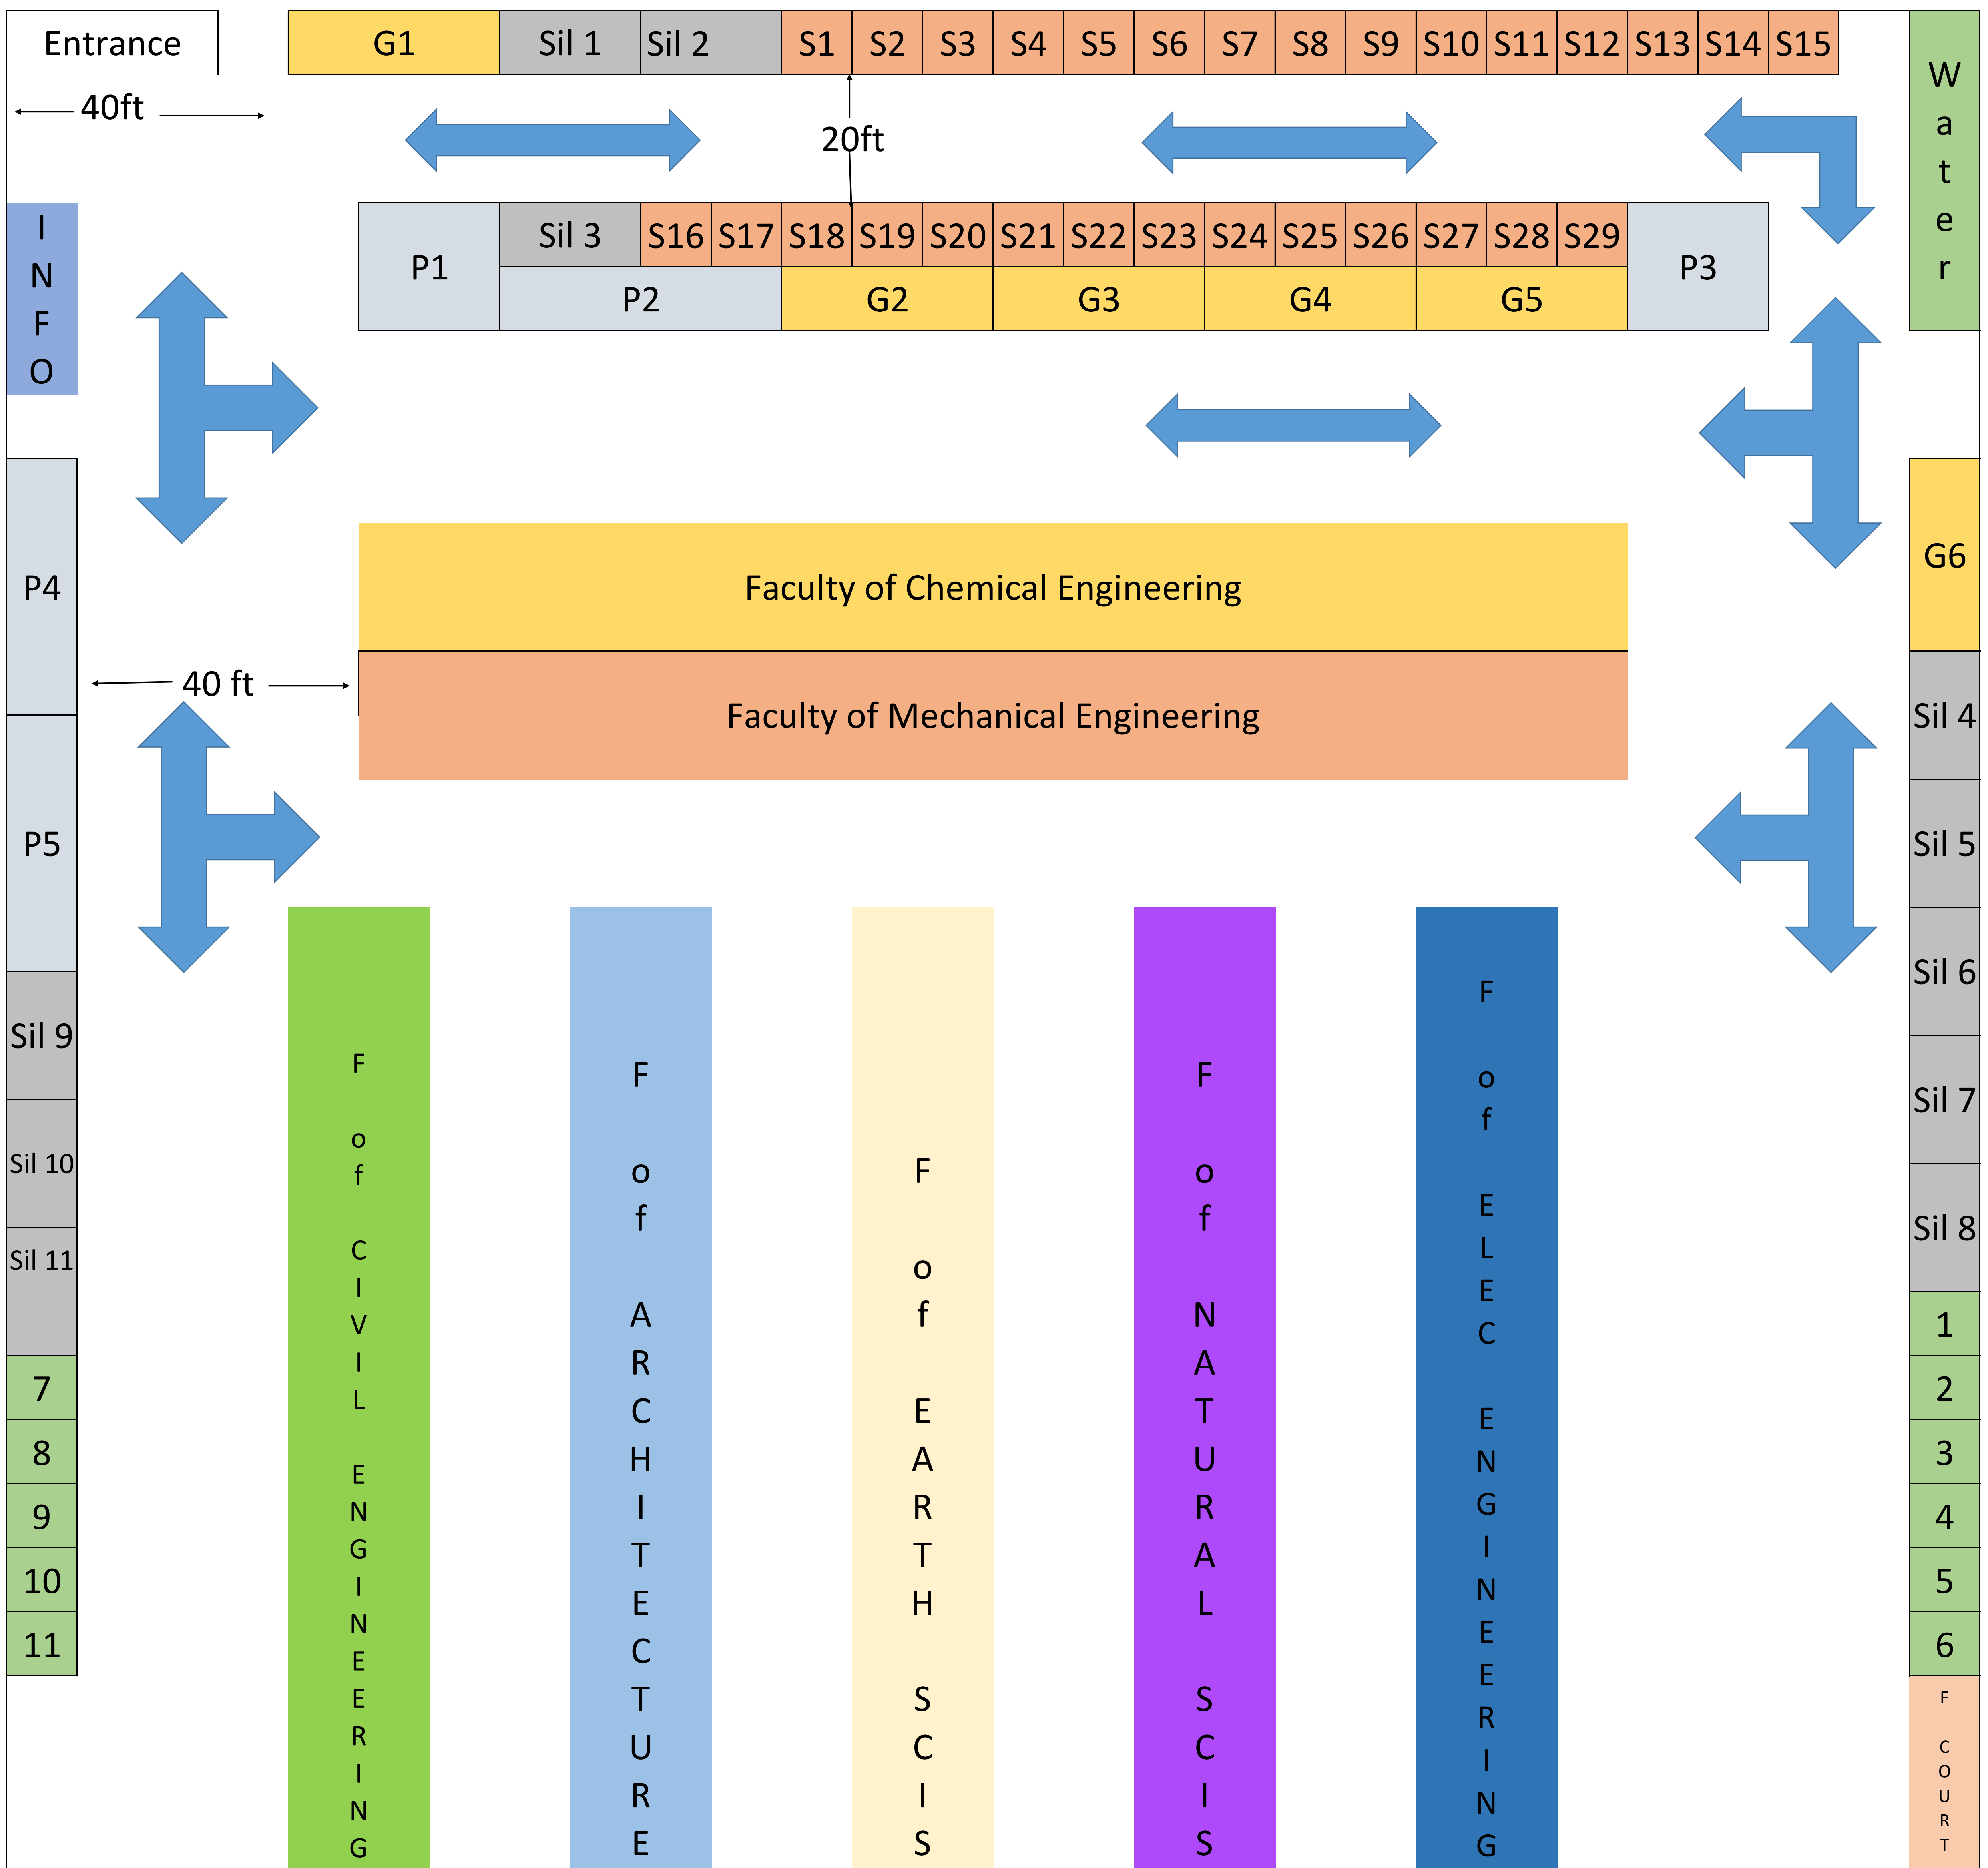 Entrance
G1
Sil 1
Sil 2
S1
S2
S3
S4
S5
S6
S7
S8
S9
S10
S11
S12
S13
S14
S15
Water
40ft
20ft
INFO
P1
Sil 3
S16
S17
S18
S19
S20
S21
S22
S23
S24
S25
S26
S27
S28
S29
P2
G2
G3
G4
G5
P3
P4
G6
Faculty of Chemical Engineering
40 ft
Faculty of Mechanical Engineering
P5
Sil 4
Sil 5
Sil 6
Sil 7
Sil 8
Sil 9
Sil 10
Sil 11
7
8
9
10
11
F of CIVIL ENGINEERING
F of ARCHITECTURE
F of EARTH SCIS
F of NATURAL SCIS
F of ELEC ENGINEERING
1
2
3
4
5
6
F COURT